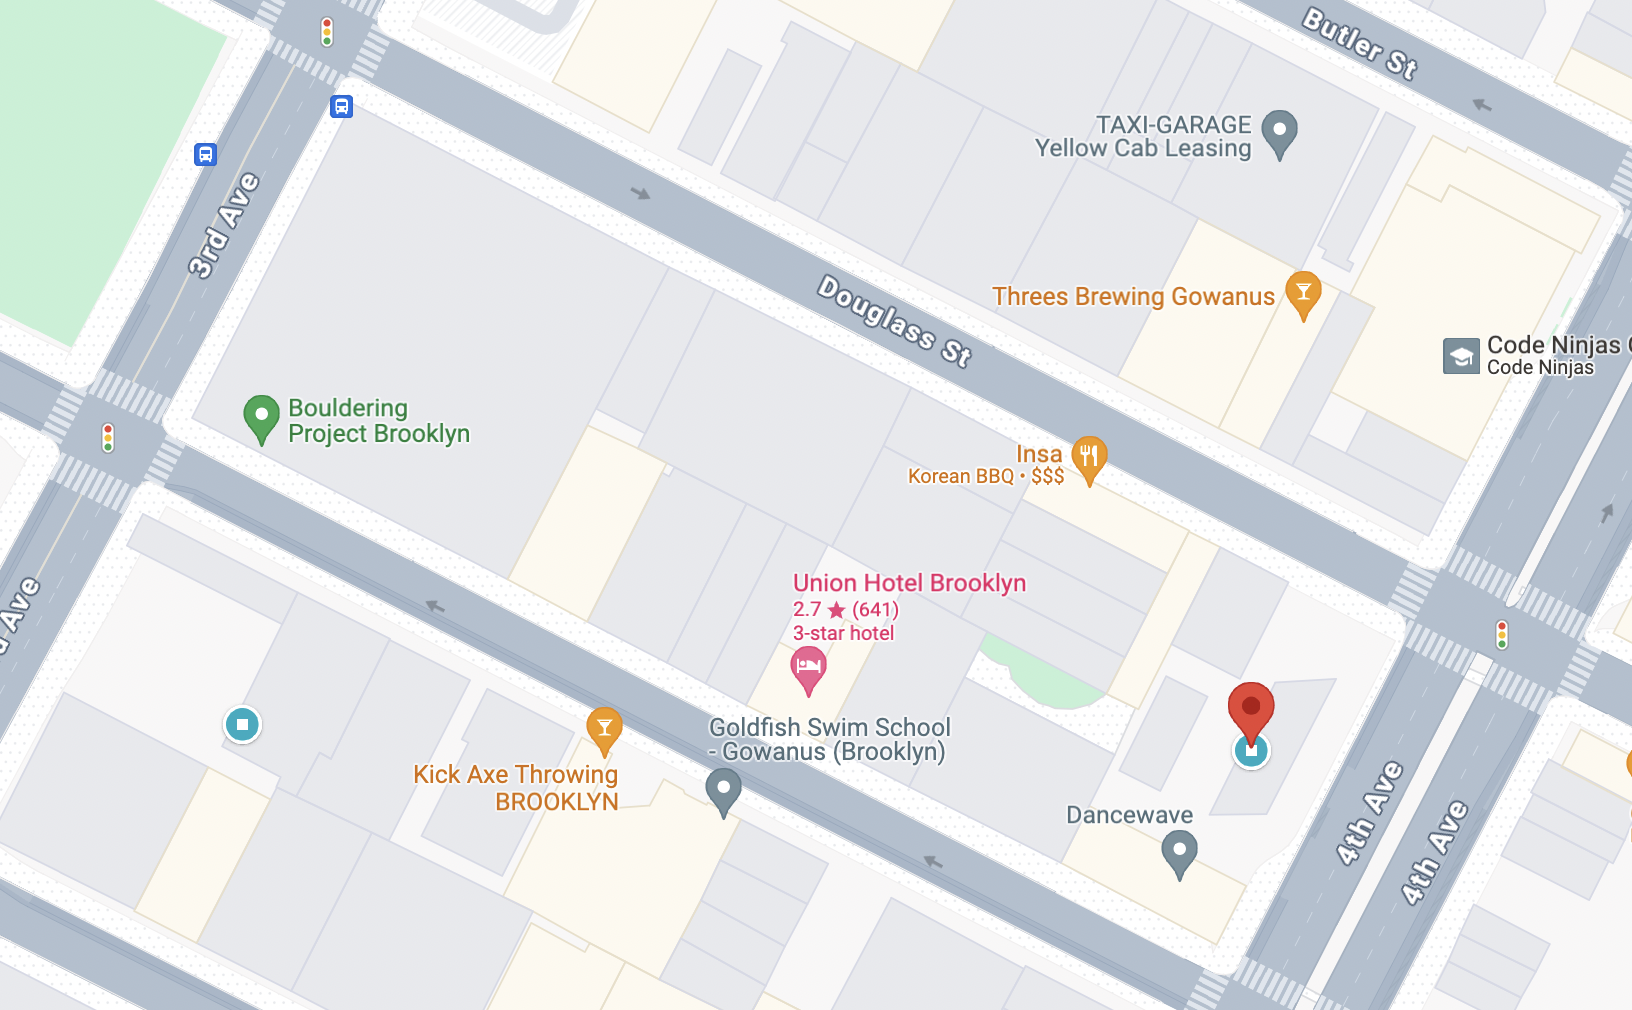 Butler St
TAXI-GARAGE
Yellow Cab Leasing
3rd Ave
Threes Brewing Gowanus
Douglass St
Code Ninjas
Code Ninjas
Bouldering
Project Brooklyn
Insa
Korean BBQ • $$$
Union Hotel Brooklyn
2.7 ★ (641)
3-star hotel
Ave
Goldfish Swim School
- Gowanus (Brooklyn)
Kick Axe Throwing
BROOKLYN
Dancewave
4th Ave
4th Ave